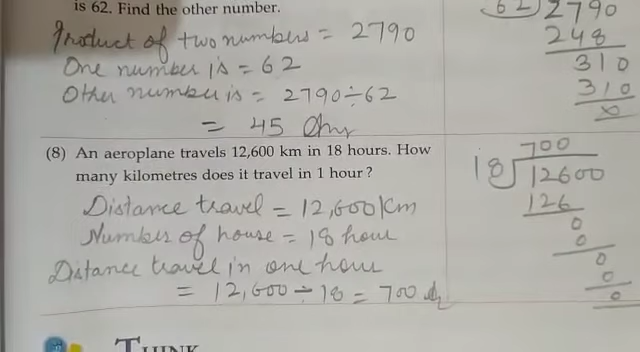 is 62. Find the other number.
Product of two numbers = 2790
One number is = 62
Other number is = 2790÷62
= 45 Ans
62)2790
248
310
310
x
(8) An aeroplane travels 12,600 km in 18 hours. How
many kilometres does it travel in 1 hour?
Distance travel = 12,600 Km
Number of house = 18 hour
Distance travel in one hour
= 12,600 ÷ 18 = 700
700
18)12600
126
0
0
0
0
0
THINK